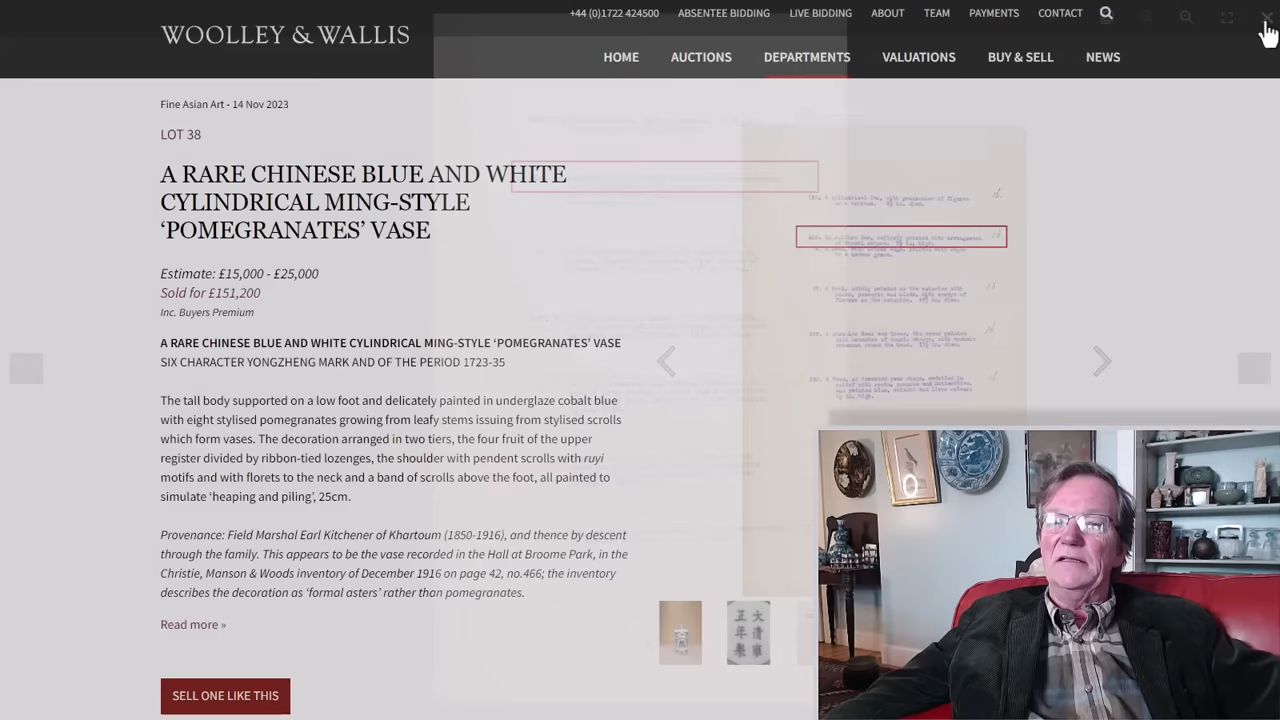 WOOLLEY & WALLIS
+44 (0)1722 424500 ABSENTEE BIDDING LIVE BIDDING ABOUT TEAM PAYMENTS CONTACT
HOME AUCTIONS DEPARTMENTS VALUATIONS BUY & SELL NEWS
Fine Asian Art - 14 Nov 2023
LOT 38
A RARE CHINESE BLUE AND WHITE
CYLINDRICAL MING-STYLE
‘POMEGRANATES’ VASE
Estimate: £15,000 - £25,000
Sold for £151,200
Inc. Buyers Premium
A RARE CHINESE BLUE AND WHITE CYLINDRICAL MING-STYLE ‘POMEGRANATES’ VASE
SIX CHARACTER YONGZHENG MARK AND OF THE PERIOD 1723-35
The tall body supported on a low foot and delicately painted in underglaze cobalt blue
with eight stylised pomegranates growing from leafy stems issuing from stylised scrolls
which form vases. The decoration arranged in two tiers, the four fruit of the upper
register divided by ribbon-tied lozenges, the shoulder with pendent scrolls with ruyi
motifs and with florets to the neck and a band of scrolls above the foot, all painted to
simulate ‘heaping and piling’, 25cm.
Provenance: Field Marshal Earl Kitchener of Khartoum (1850-1916), and thence by descent
through the family. This appears to be the vase recorded in the Hall at Broome Park, in the
Christie, Manson & Woods inventory of December 1916 on page 42, no.466; the inventory
describes the decoration as ‘formal asters’ rather than pomegranates.
Read more »
SELL ONE LIKE THIS
大清雍
正年製